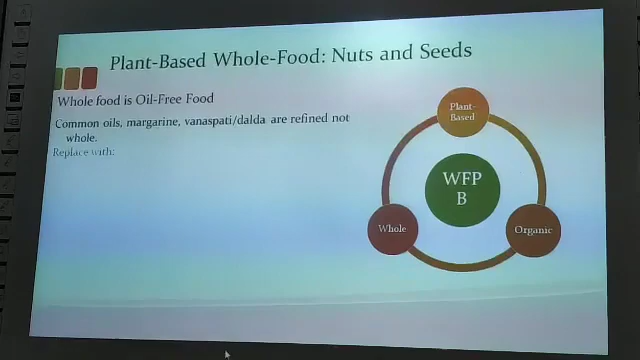 Plant-Based Whole-Food: Nuts and Seeds
Whole food is Oil-Free Food
Common oils, margarine, vanaspati/dalda are refined not
whole.
Replace with:
Plant-
Based
WFP
B
Whole
Organic